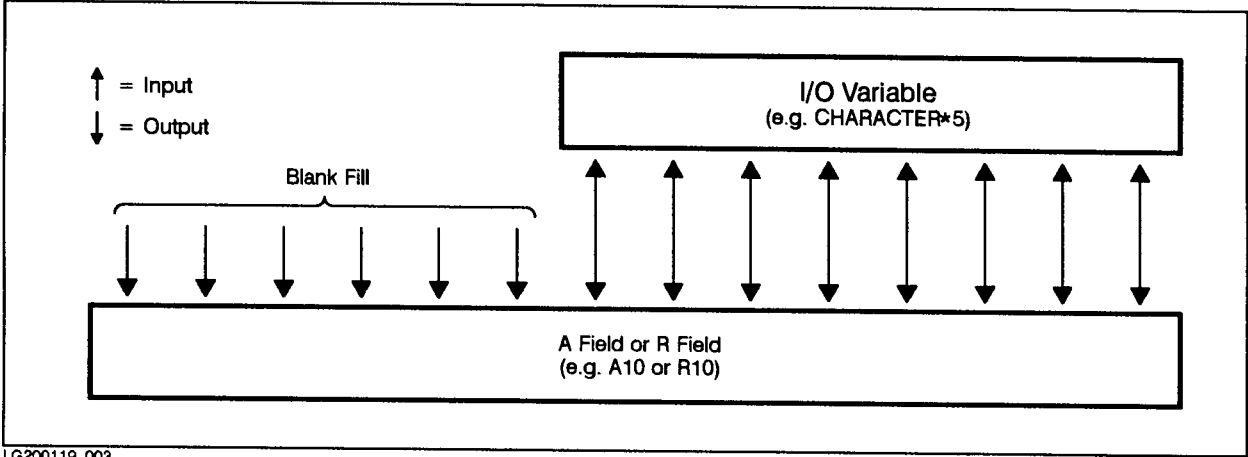 ↑ = Input
↓ = Output
I/O Variable
(e.g. CHARACTER*5)
Blank Fill
A Field or R Field
(e.g. A10 or R10)
LG200119_003